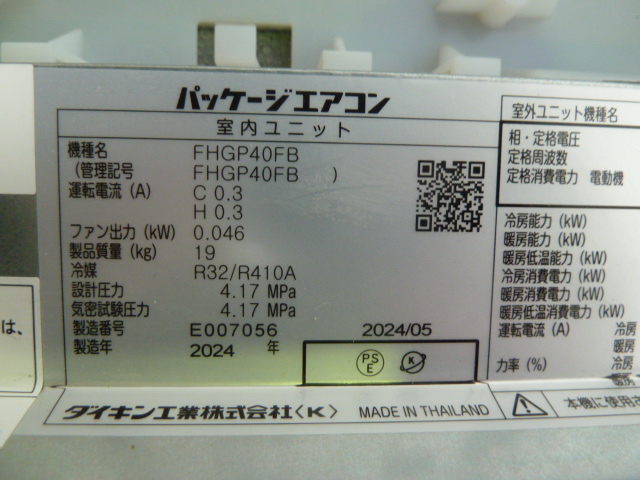 パッケージエアコン
室内ユニット
機種名 FHGP40FB
(管理記号 FHGP40FB )
運転電流 (A) C 0.3
H 0.3
ファン出力 (kW) 0.046
製品質量 (kg) 19
冷媒 R32/R410A
設計圧力 4.17 MPa
気密試験圧力 4.17 MPa
製造番号 E007056 2024/05
製造年 2024 年
PS
E
ダイキン工業株式会社〈K〉 MADE IN THAILAND
室外ユニット機種名
相・定格電圧
定格周波数
定格消費電力 電動機
冷房能力 (kW)
暖房能力 (kW)
暖房低温能力 (kW)
冷房消費電力 (kW)
暖房消費電力 (kW)
暖房低温消費電力 (kW)
運転電流 (A) 冷房
暖房
力率 (%) 冷房
暖房
本機に使用さ
は、